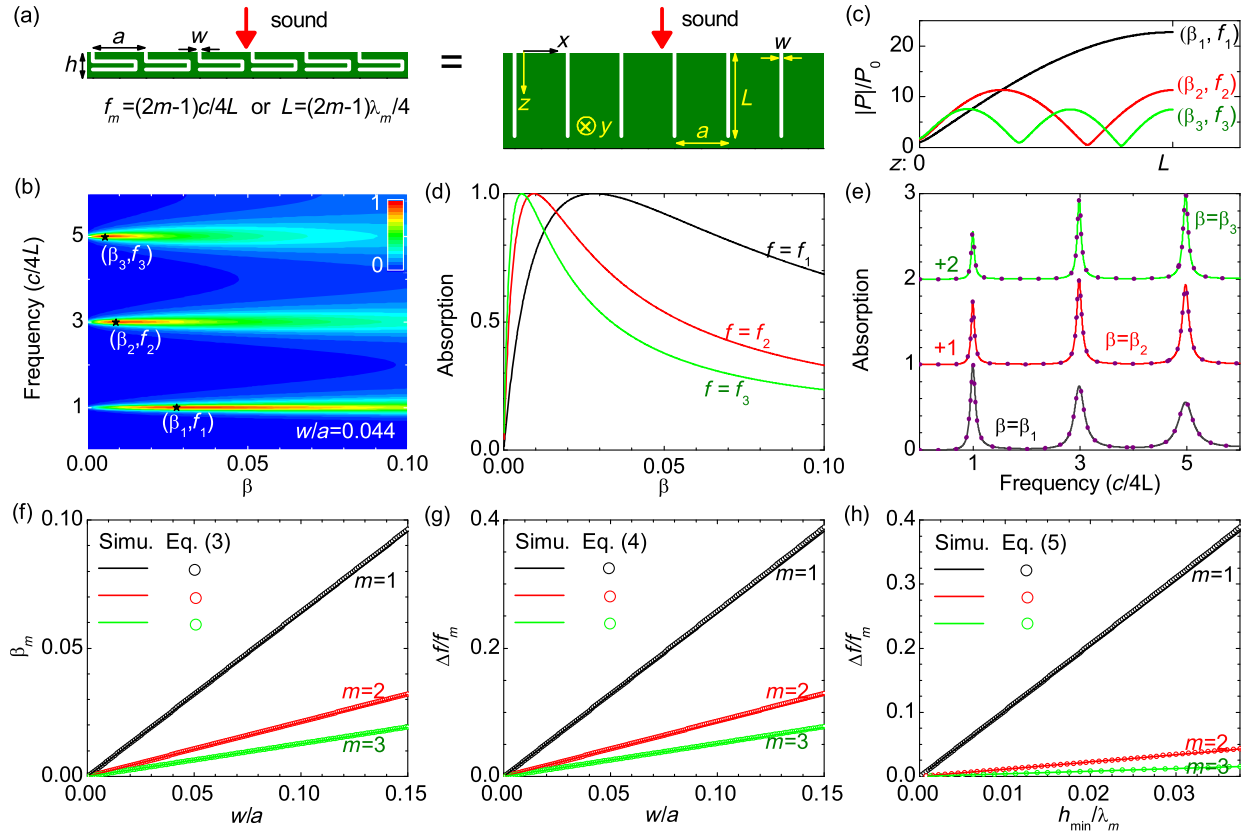 (a)
sound
a
w
h
f_m=(2m-1)c/4L or L=(2m-1)λ_m/4
=
sound
x
z
y
a
L
w
(c)
|P|/P_0
20
10
0
z: 0
L
(β_1, f_1)
(β_2, f_2)
(β_3, f_3)
(b)
Frequency (c/4L)
5
3
1
1
0
(β_3,f_3)
(β_2,f_2)
(β_1,f_1)
w/a=0.044
0.00
0.05
0.10
β
(d)
Absorption
1.0
0.5
0.0
f = f_1
f = f_2
f = f_3
0.00
0.05
0.10
β
(e)
Absorption
3
2
1
0
+2
β=β_3
+1
β=β_2
β=β_1
1
3
5
Frequency (c/4L)
(f)
β_m
0.10
0.05
0.00
Simu. Eq. (3)
m=1
m=2
m=3
0.00
0.05
0.10
0.15
w/a
(g)
Δf/f_m
0.4
0.2
0.0
Simu. Eq. (4)
m=1
m=2
m=3
0.00
0.05
0.10
0.15
w/a
(h)
Δf/f_m
0.4
0.3
0.2
0.1
0.0
Simu. Eq. (5)
m=1
m=2
m=3
0.00
0.01
0.02
0.03
h_min/λ_m